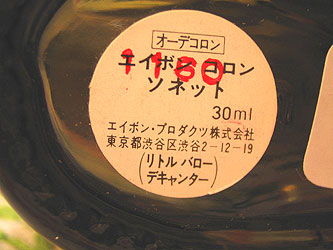 オーデコロン
エイボン コロン
1180
ソネット
30ml
エイボン・プロダクツ株式会社
東京都渋谷区渋谷2-12-19
(リトル バロー
デキャンター)